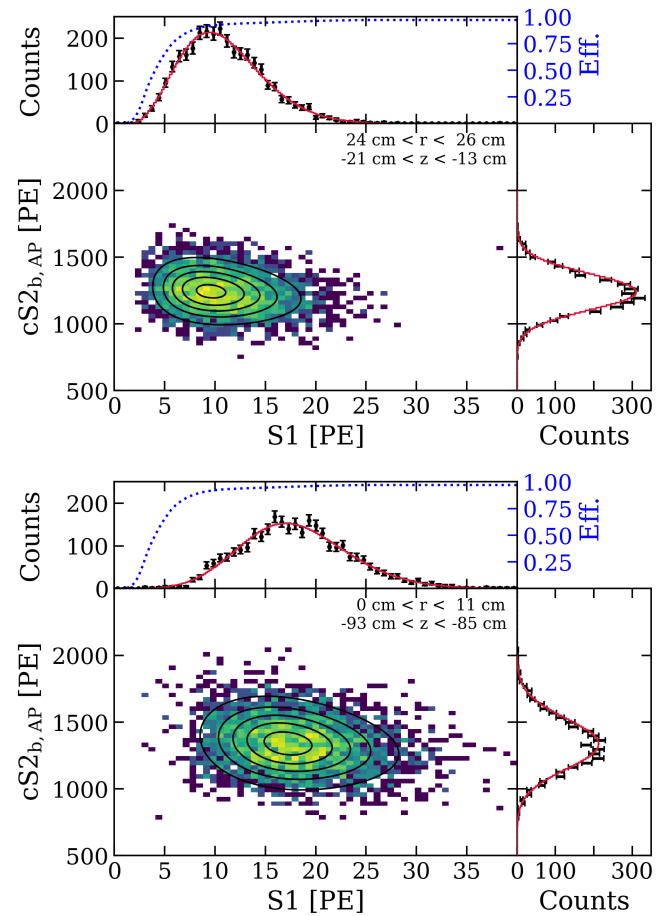 200
100
0
Counts
1.00
0.75
0.50
0.25
Eff.
24 cm < r < 26 cm
-21 cm < z < -13 cm
2000
1500
1000
500
cS2b, AP [PE]
0 5 10 15 20 25 30 35
S1 [PE]
0 100 200 300
Counts
200
100
0
Counts
1.00
0.75
0.50
0.25
Eff.
0 cm < r < 11 cm
-93 cm < z < -85 cm
2000
1500
1000
500
cS2b, AP [PE]
0 5 10 15 20 25 30 35
S1 [PE]
0 100 200 300
Counts